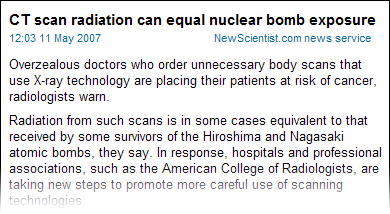 CT scan radiation can equal nuclear bomb exposure
12:03 11 May 2007 NewScientist.com news service
Overzealous doctors who order unnecessary body scans that
use X-ray technology are placing their patients at risk of cancer,
radiologists warn.
Radiation from such scans is in some cases equivalent to that
received by some survivors of the Hiroshima and Nagasaki
atomic bombs, they say. In response, hospitals and professional
associations, such as the American College of Radiologists, are
taking new steps to promote more careful use of scanning
technologies.